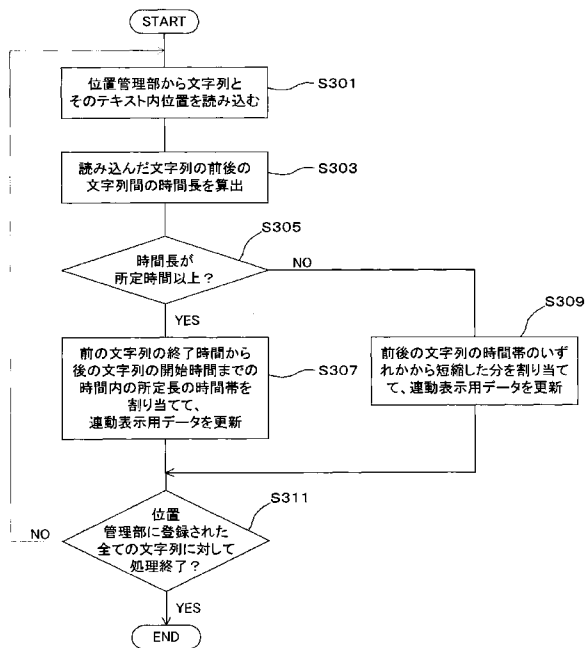 START
位置管理部から文字列と
そのテキスト内位置を読み込む
S301
読み込んだ文字列の前後の
文字列間の時間長を算出
S303
時間長が
所定時間以上？
S305
NO
YES
前の文字列の終了時間から
後の文字列の開始時間までの
時間内の所定長の時間帯を
割り当てて、
連動表示用データを更新
S307
S309
前後の文字列の時間帯のいず
れかから短縮した分を割り当て
て、連動表示用データを更新
位置
管理部に登録された
全ての文字列に対して
処理終了？
S311
NO
YES
END